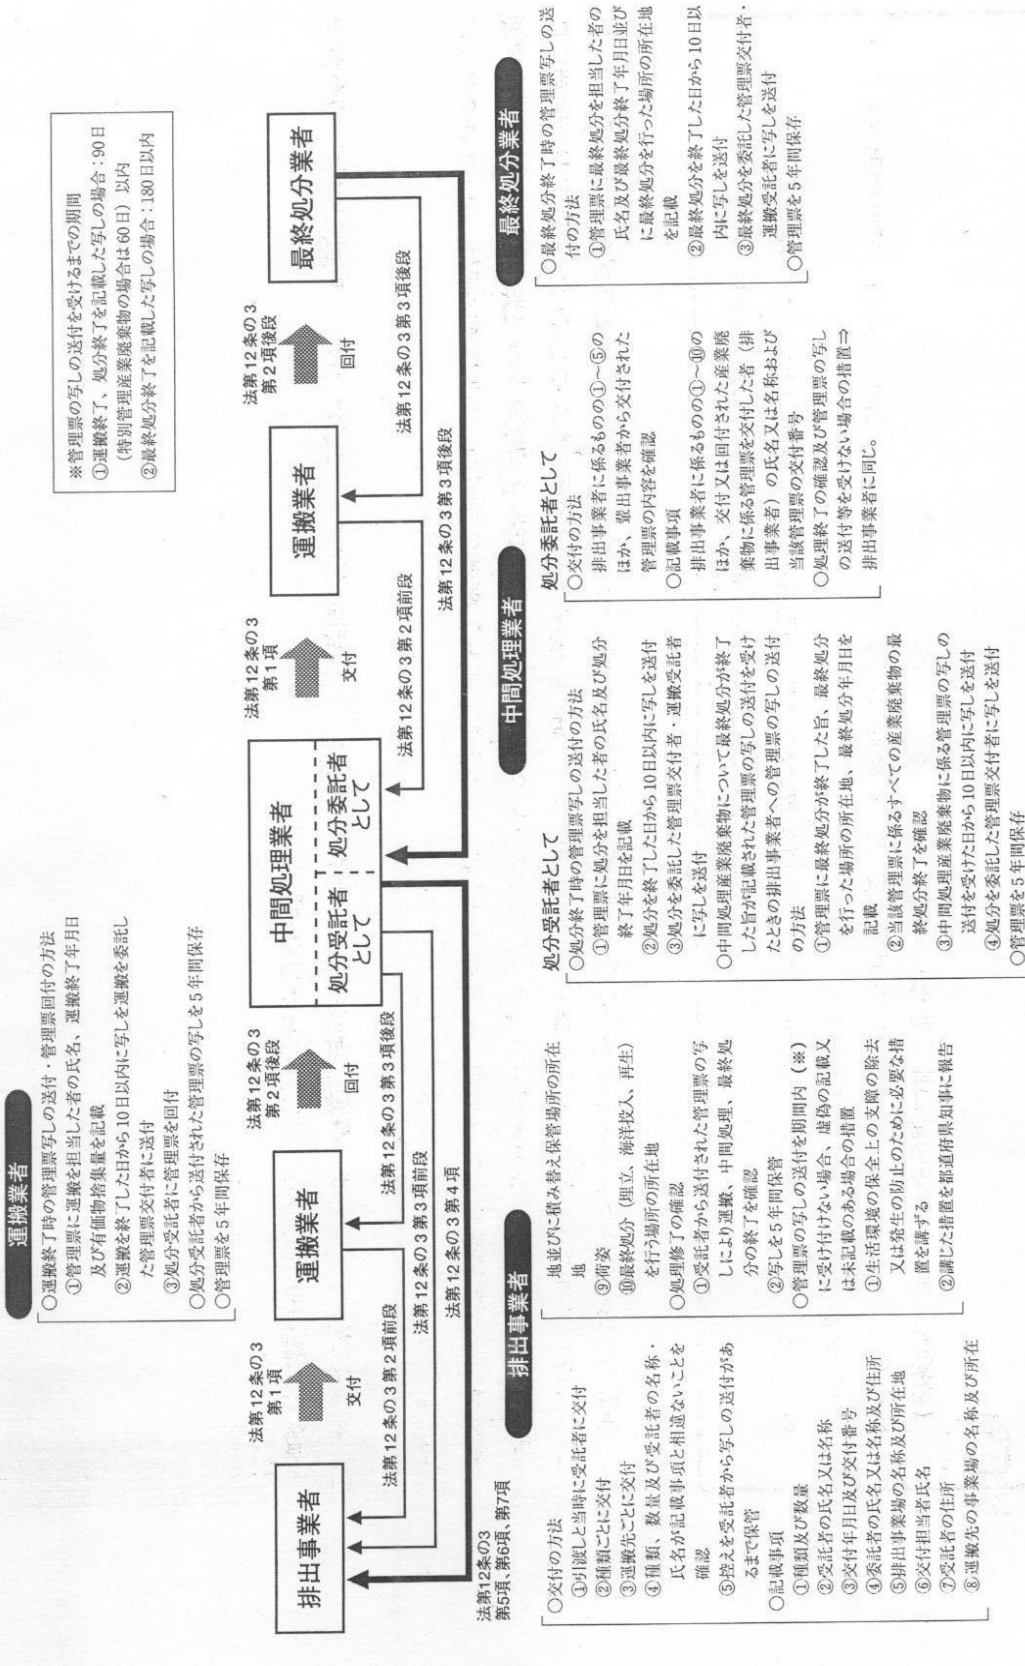 運搬業者
○運搬終了時の管理票写しの送付・管理票回付の方法
①管理票に運搬を担当した者の氏名、運搬終了年月日
及び有価物拾集量を記載
②運搬を終了した日から10日以内に写しを運搬を委託し
た管理票交付者に送付
③処分受託者に管理票を回付
○処分受託者から送付された管理票の写しを5年間保存
○管理票を5年間保存
※管理票の写しの送付を受けるまでの期間
①運搬終了、処分終了を記載した写しの場合:90日
(特別管理産業廃棄物の場合は60日)以内
②最終処分終了を記載した写しの場合:180日以内
排出事業者
法第12条の3
第1項
交付
運搬業者
法第12条の3
第2項後段
回付
中間処理業者
処分受託者
として
処分委託者
として
法第12条の3
第1項
交付
運搬業者
法第12条の3
第2項後段
回付
最終処分業者
法第12条の3第2項前段
法第12条の3第3項後段
法第12条の3第3項前段
法第12条の3第4項
法第12条の3第2項前段
法第12条の3第3項後段
法第12条の3第3項後段
法第12条の3
第5項、第6項、第7項
排出事業者
○交付の方法
①引渡しと当時に受託者に交付
②種類ごとに交付
③運搬先ごとに交付
④種類、数量及び受託者の名称・
氏名が記載事項と相違ないことを
確認
⑤控えを受託者から写しの送付があ
るまで保管
○記載事項
①種類及び数量
②受託者の氏名又は名称
③交付年月日及び交付番号
④委託者の氏名又は名称及び住所
⑤排出事業場の名称及び所在地
⑥交付担当者氏名
⑦受託者の住所
⑧運搬先の事業場の名称及び所在
地並びに積み替え保管場所の所在
地
⑨荷姿
⑩最終処分(埋立、海洋投入、再生)
を行う場所の所在地
○処理修了の確認
①受託者から送付された管理票の写
しにより運搬、中間処理、最終処
分の終了を確認
②写しを5年間保管
○管理票の写しの送付を期間内(※)
に受け付けない場合、虚偽の記載又
は未記載のある場合の措置
①生活環境の保全上の支障の除去
又は発生の防止のために必要な措
置を講ずる
②講じた措置を都道府県知事に報告
中間処理業者
処分受託者として
○処分終了時の管理票写しの送付の方法
①管理票に処分を担当した者の氏名及び処分
終了年月日を記載
②処分を終了した日から10日以内に写しを送付
③処分を委託した管理票交付者・運搬受託者
に写しを送付
○中間処理産業廃棄物について最終処分が終了
した旨が記載された管理票の写しの送付を受け
たときの排出事業者への管理票の写しの送付
の方法
①管理票に最終処分が終了した旨、最終処分
を行った場所の所在地、最終処分年月日を
記載
②当該管理票に係るすべての産業廃棄物の最
終処分終了を確認
③中間処理産業廃棄物に係る管理票の写しの
送付を受けた日から10日以内に写しを送付
④処分を委託した管理票交付者に写しを送付
○管理票を5年間保存
処分委託者として
○交付の方法
排出事業者に係るものの①~⑤の
ほか、輩出事業者から交付された
管理票の内容を確認
○記載事項
排出事業者に係るものの①~⑩の
ほか、交付又は回付された産業廃
棄物に係る管理票を交付した者(排
出事業者)の氏名又は名称および
当該管理票の交付番号
○処理終了の確認及び管理票の写し
の送付等を受けない場合の措置⇒
排出事業者に同じ。
最終処分業者
○最終処分終了時の管理票写しの送
付の方法
①管理票に最終処分を担当した者の
氏名及び最終処分終了年月日並び
に最終処分を行った場所の所在地
を記載
②最終処分を終了した日から10日以
内に写しを送付
③最終処分を委託した管理票交付者・
運搬受託者に写しを送付
○管理票を5年間保存